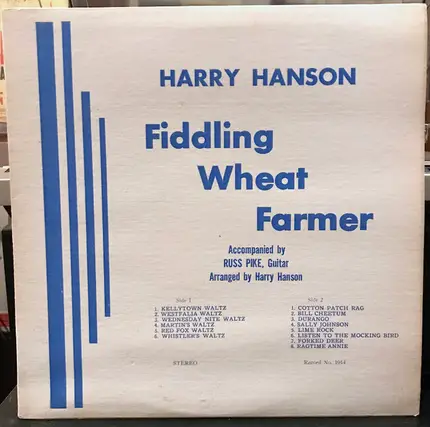 HARRY HANSON
Fiddling
Wheat
Farmer
Accompanied by
RUSS PIKE, Guitar
Arranged by Harry Hanson
Side 1
1. KELLYTOWN WALTZ
2. WESTFALIA WALTZ
3. WEDNESDAY NITE WALTZ
4. MARTIN'S WALTZ
5. RED FOX WALTZ
6. WHISTLER'S WALTZ
Side 2
1. COTTON PATCH RAG
2. BILL CHEETUM
3. DURANGO
4. SALLY JOHNSON
5. LIME ROCK
6. LISTEN TO THE MOCKING BIRD
7. FORKED DEER
8. RAGTIME ANNIE
STEREO
Record No.